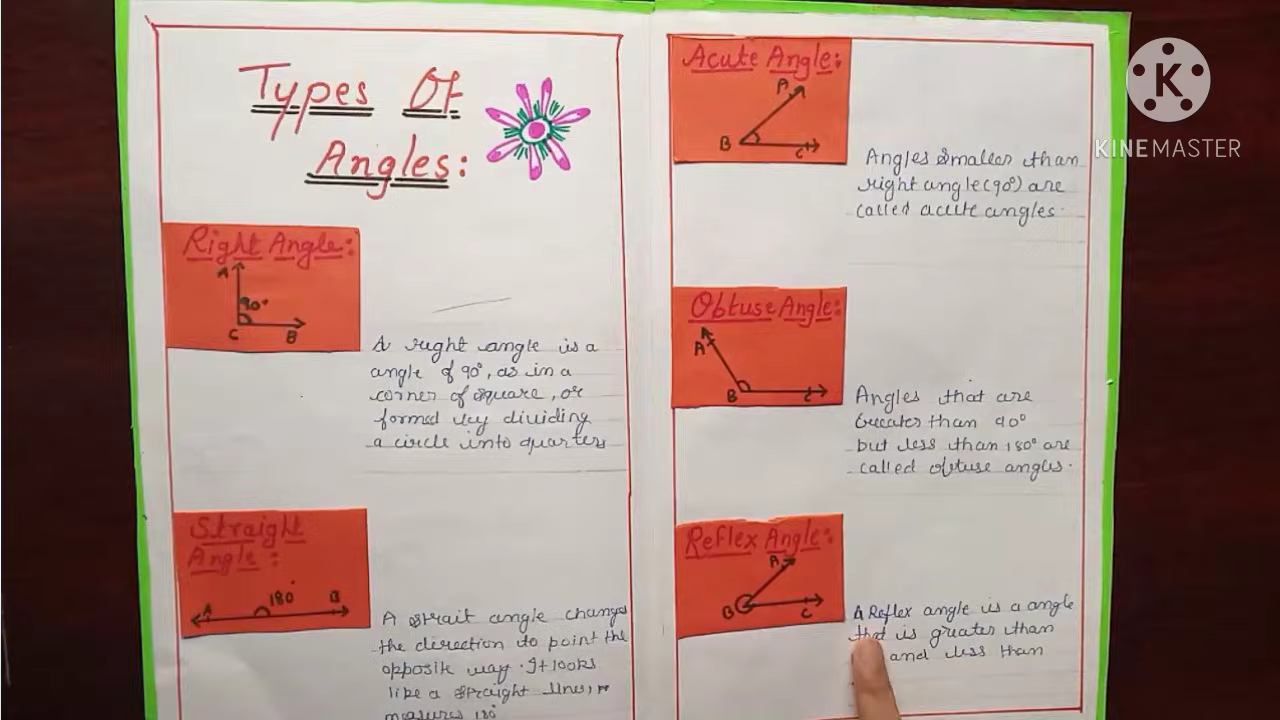 Types Of
Angles:
Right Angle:
A
90°
C
B
A right angle is a
angle of 90°, as in a
corner of square, or
formed by dividing
a circle into quarters
Straight
Angle:
180°
A
B
A strait angle changes
the direction to point the
opposite way. It looks
like a straight line,
measures 180
Acute Angle:
A
B
C
Angles smaller than
right angle(90°) are
called acute angles.
Obtuse Angle:
A
B
C
Angles that are
Greater than 90°
but less than 180° are
called obtuse angles.
Reflex Angle:
A
B
C
A Reflex angle is a angle
that is greater than
and less than
K
KINEMASTER